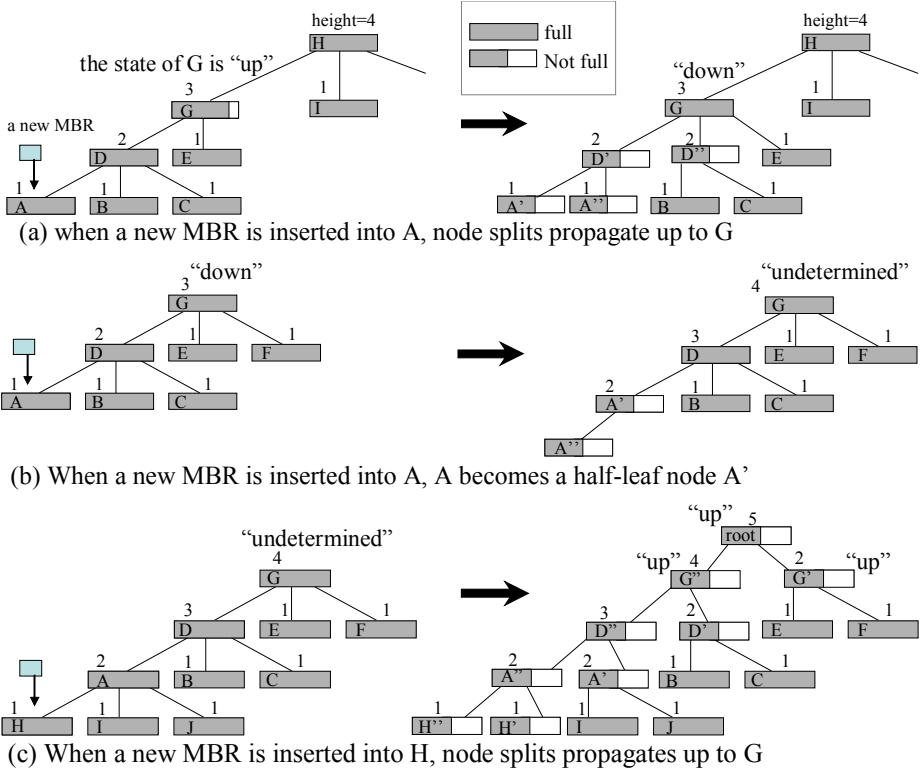 height=4
H
the state of G is “up”
3
G
1
I
a new MBR
2
D
1
E
1
A
1
B
1
C
full
Not full
height=4
H
“down”
3
G
1
I
2
D’
2
D’’
1
E
1
A’
1
A’’
1
B
1
C
(a) when a new MBR is inserted into A, node splits propagate up to G
“down”
3
G
2
D
1
E
1
F
1
A
1
B
1
C
“undetermined”
4
G
3
D
1
E
1
F
2
A’
1
B
1
C
A’’
(b) When a new MBR is inserted into A, A becomes a half-leaf node A’
“undetermined”
4
G
3
D
1
E
1
F
2
A
1
B
1
C
1
H
1
I
1
J
“up”
5
root
“up”
4
G”
2
G’
“up”
3
D”
2
D’
1
E
1
F
2
A”
2
A’
1
B
1
C
1
H’’
1
H’
1
I
1
J
(c) When a new MBR is inserted into H, node splits propagates up to G